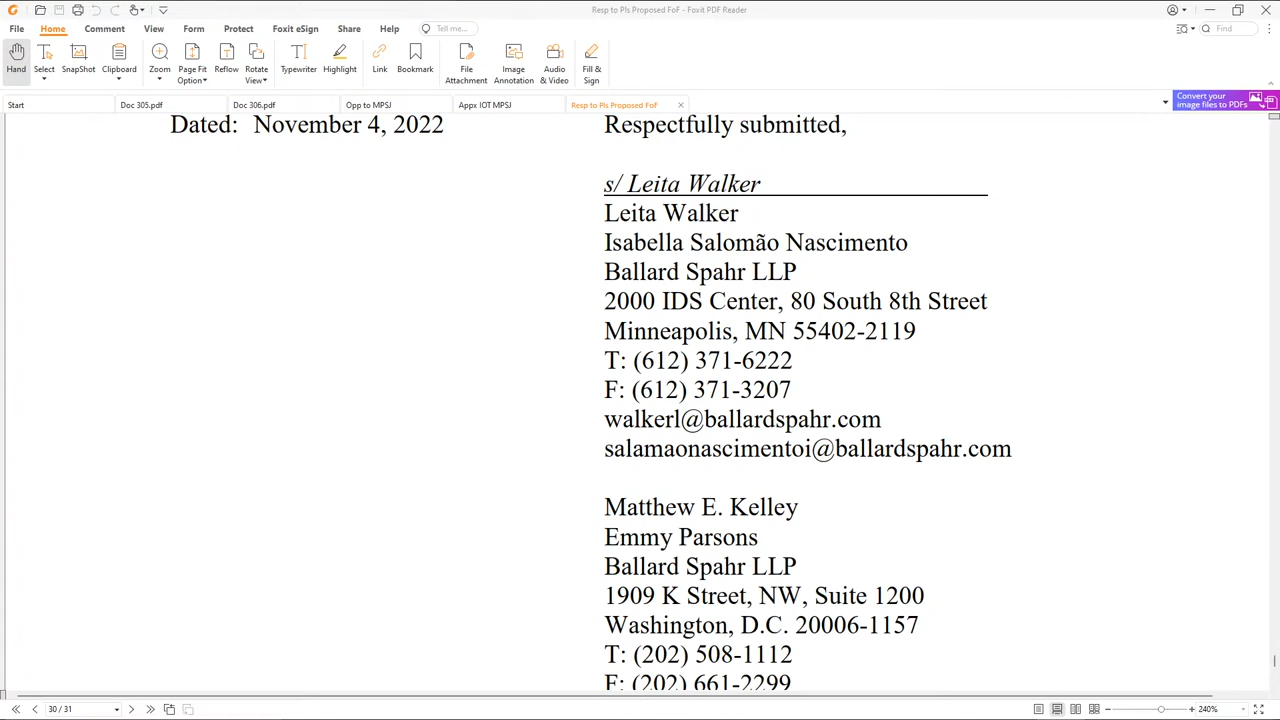 Resp to Pls Proposed FoF - Foxit PDF Reader
File Home Comment View Form Protect Foxit eSign Share Help Tell me... Find
Hand Select SnapShot Clipboard Zoom Page Fit Option Reflow Rotate View Typewriter Highlight Link Bookmark File Attachment Image Annotation Audio & Video Fill & Sign
Start Doc 305.pdf Doc 306.pdf Opp to MPSJ Appx IOT MPSJ Resp to Pls Proposed FoF
Convert your
image files to PDFs
Dated: November 4, 2022 Respectfully submitted,
s/ Leita Walker
Leita Walker
Isabella Salomão Nascimento
Ballard Spahr LLP
2000 IDS Center, 80 South 8th Street
Minneapolis, MN 55402-2119
T: (612) 371-6222
F: (612) 371-3207
walkerl@ballardspahr.com
salamaonascimentoi@ballardspahr.com
Matthew E. Kelley
Emmy Parsons
Ballard Spahr LLP
1909 K Street, NW, Suite 1200
Washington, D.C. 20006-1157
T: (202) 508-1112
F: (202) 661-2299
30 / 31 240%